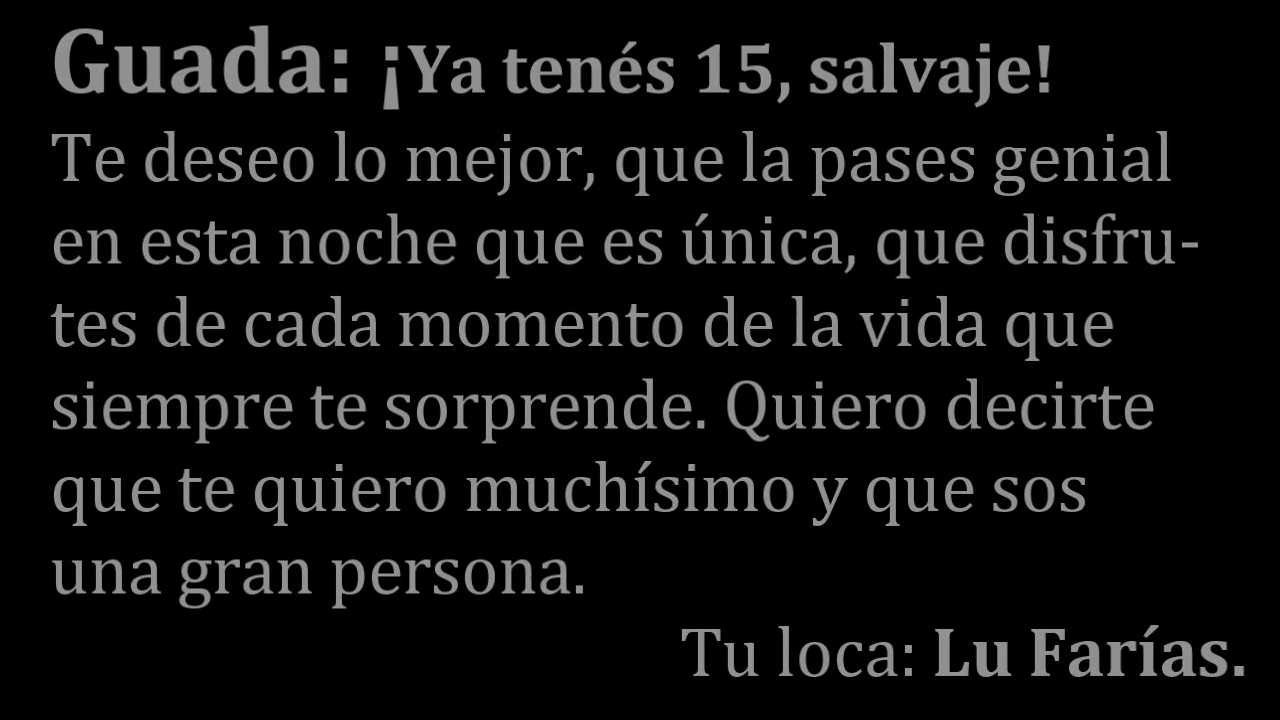 Guada: ¡Ya tenés 15, salvaje!
Te deseo lo mejor, que la pases genial
en esta noche que es única, que disfru-
tes de cada momento de la vida que
siempre te sorprende. Quiero decirte
que te quiero muchísimo y que sos
una gran persona.
Tu loca: Lu Farías.